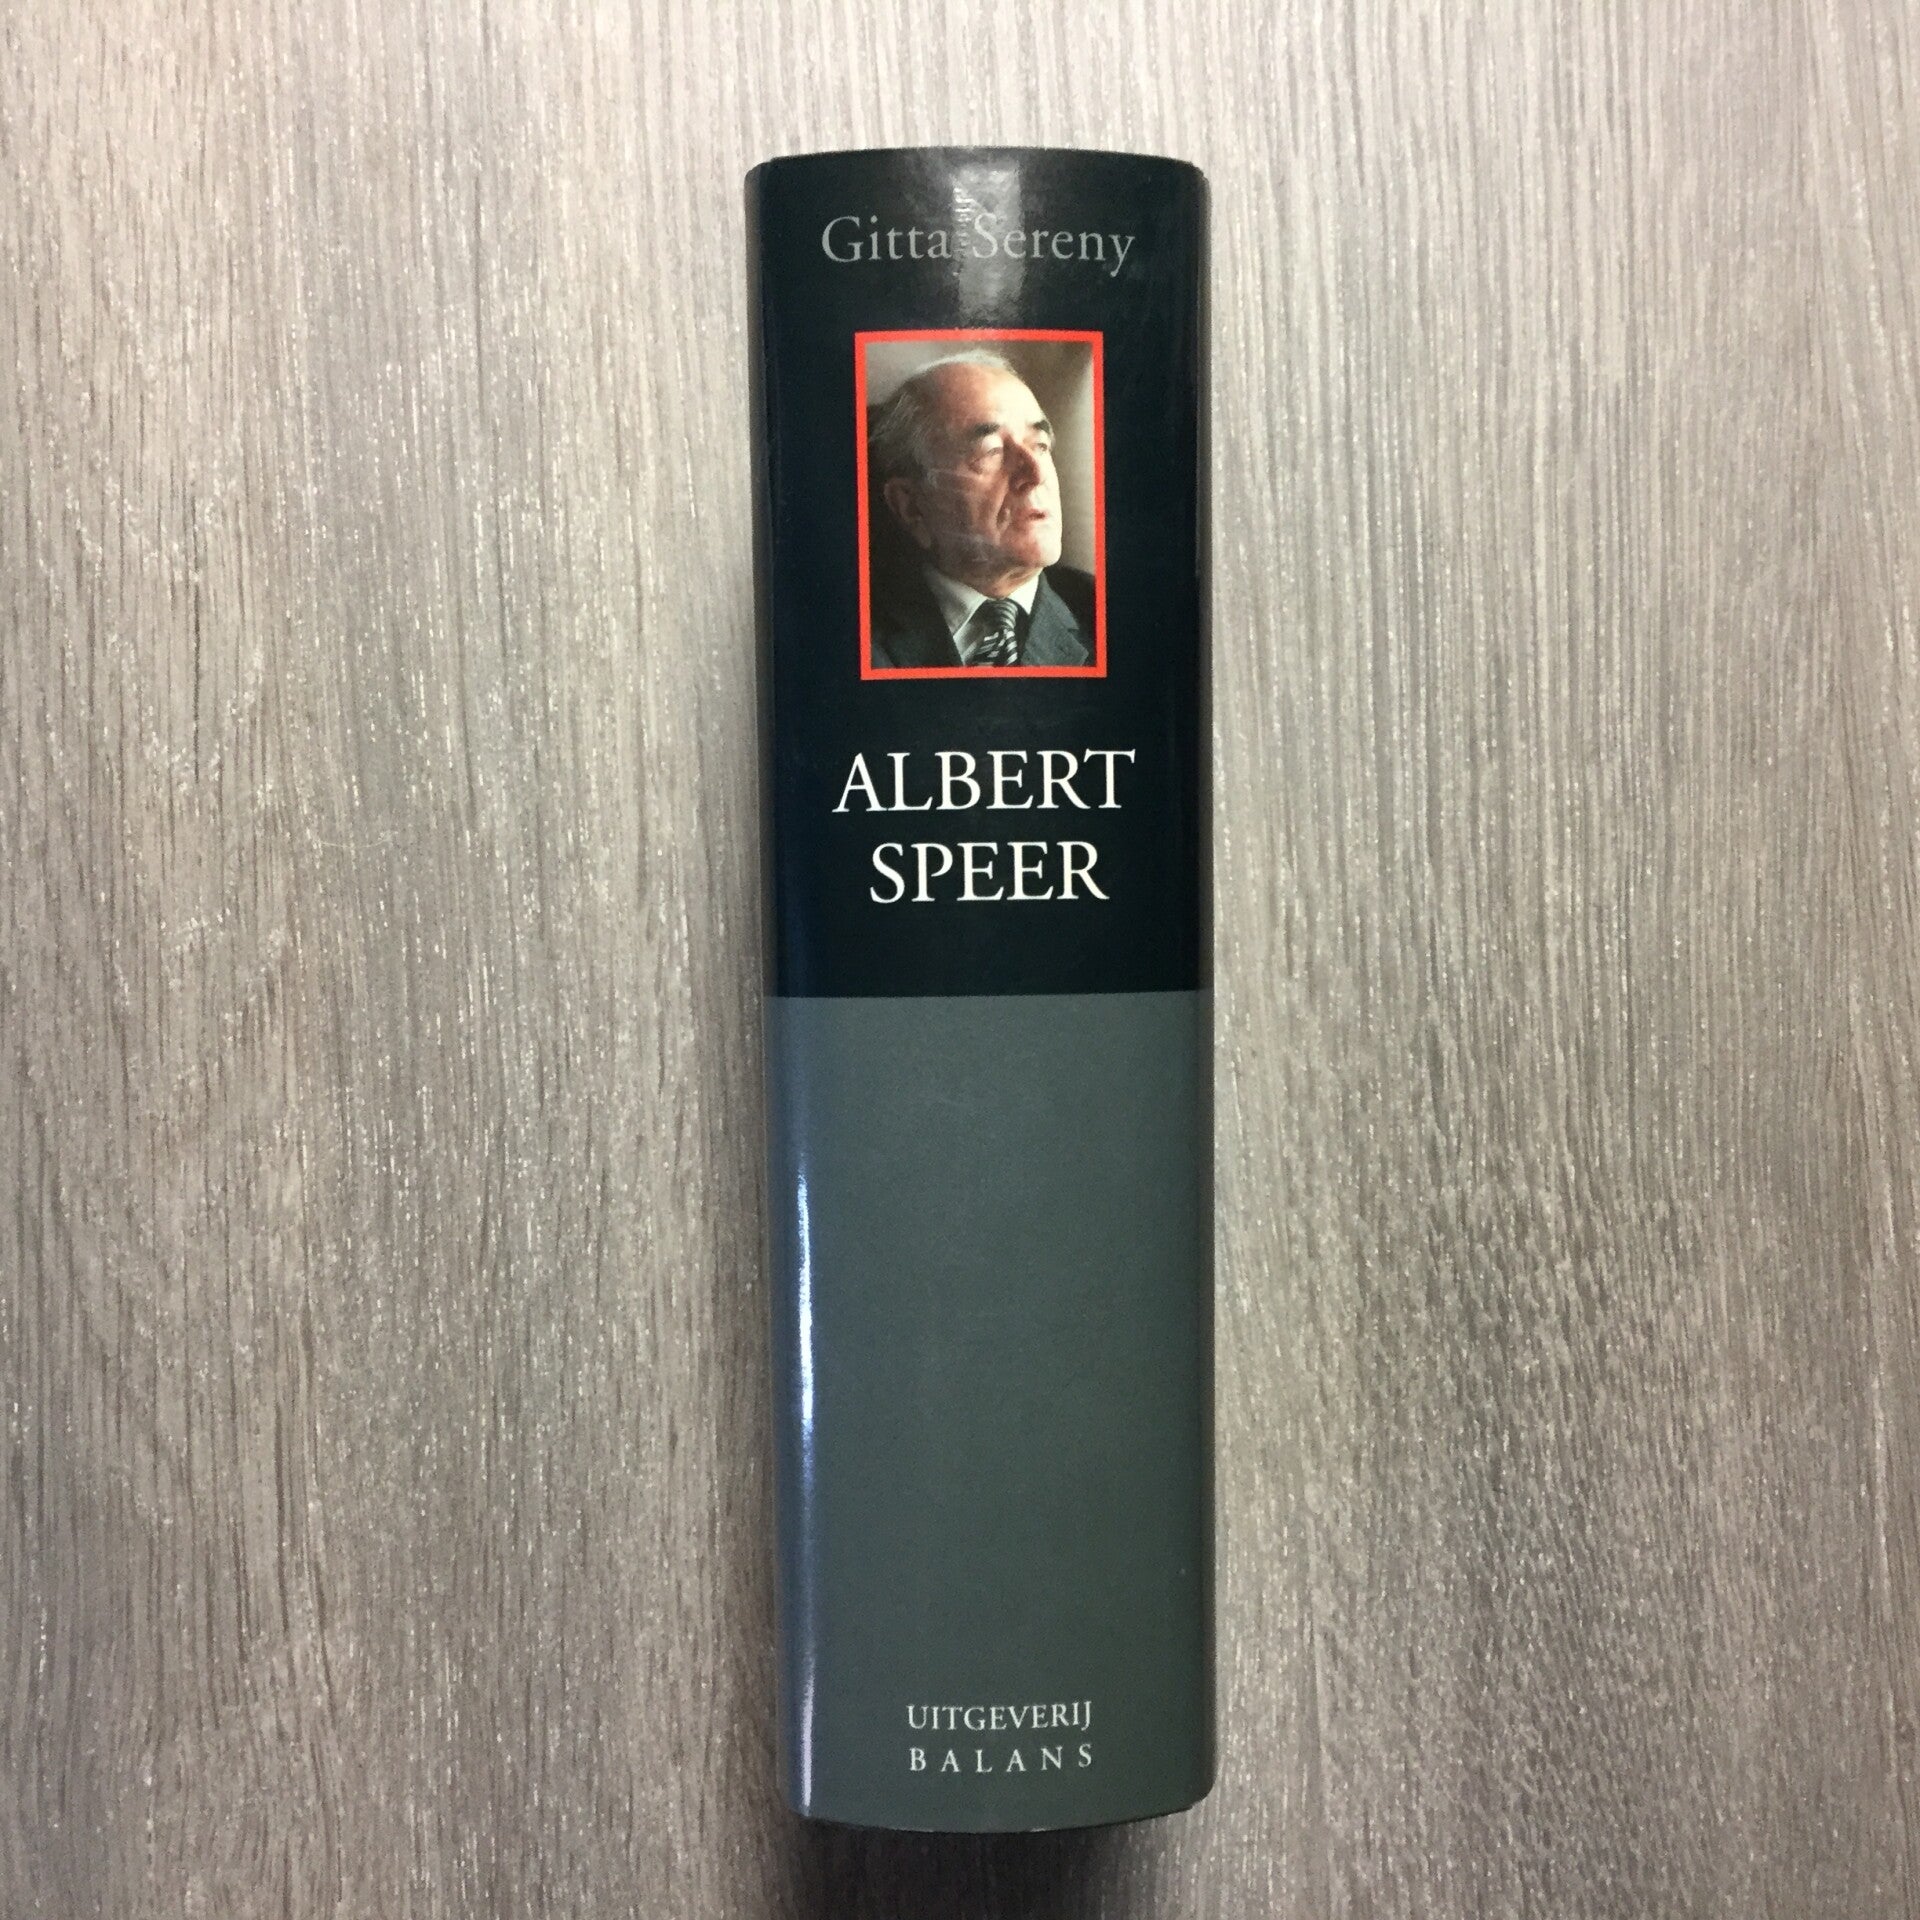 Gitta Sereny
ALBERT
SPEER
UITGEVERIJ
BALANS